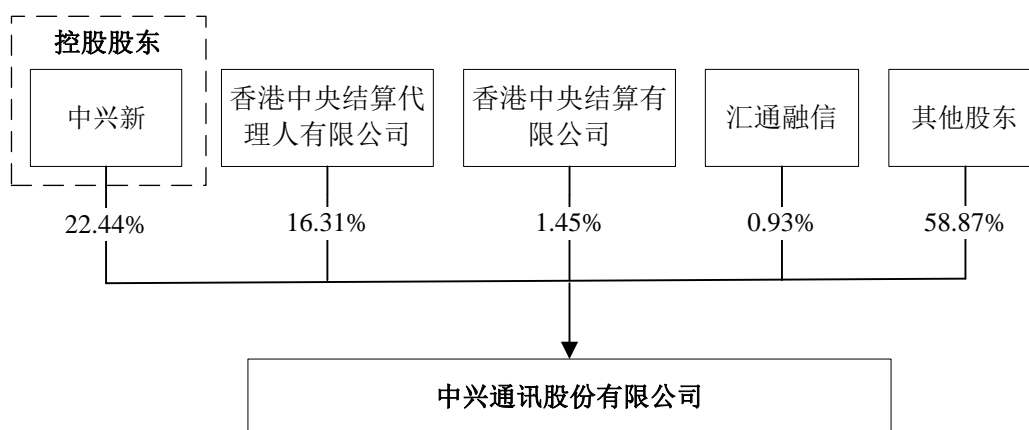 控股股东
中兴新
香港中央结算代
理人有限公司
香港中央结算有
限公司
汇通融信
其他股东
22.44%
16.31%
1.45%
0.93%
58.87%
中兴通讯股份有限公司